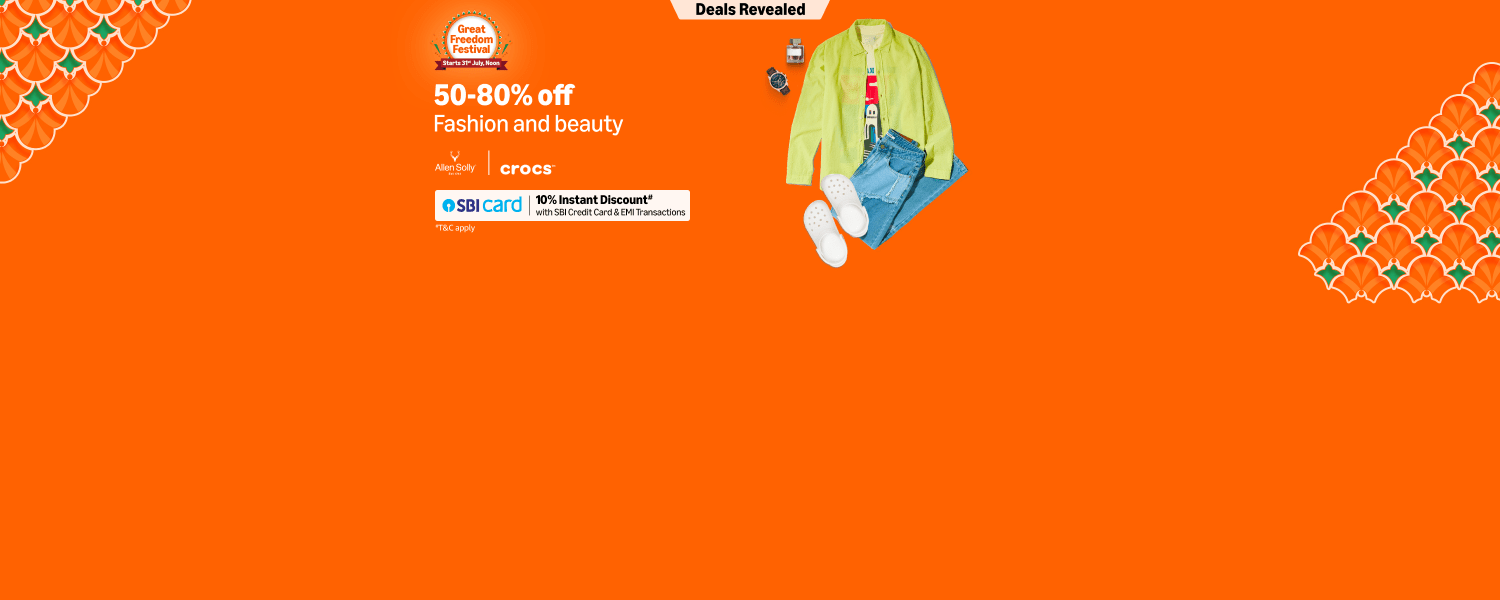 Deals Revealed
Great
Freedom
Festival
Starts 31st July, Noon
50-80% off
Fashion and beauty
Allen Solly
crocs™
SBI card
10% Instant Discount#
with SBI Credit Card & EMI Transactions
#T&C apply